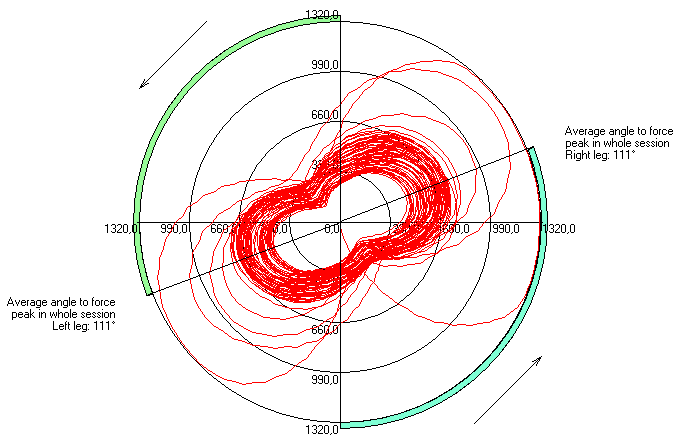 1320,0
990,0
660,0
Average angle to force
peak in whole session
Right leg: 111°
1320,0 990,0 660,0 0,0 990,0 1320,0
Average angle to force
peak in whole session
Left leg: 111°
660,0
990,0
1320,0